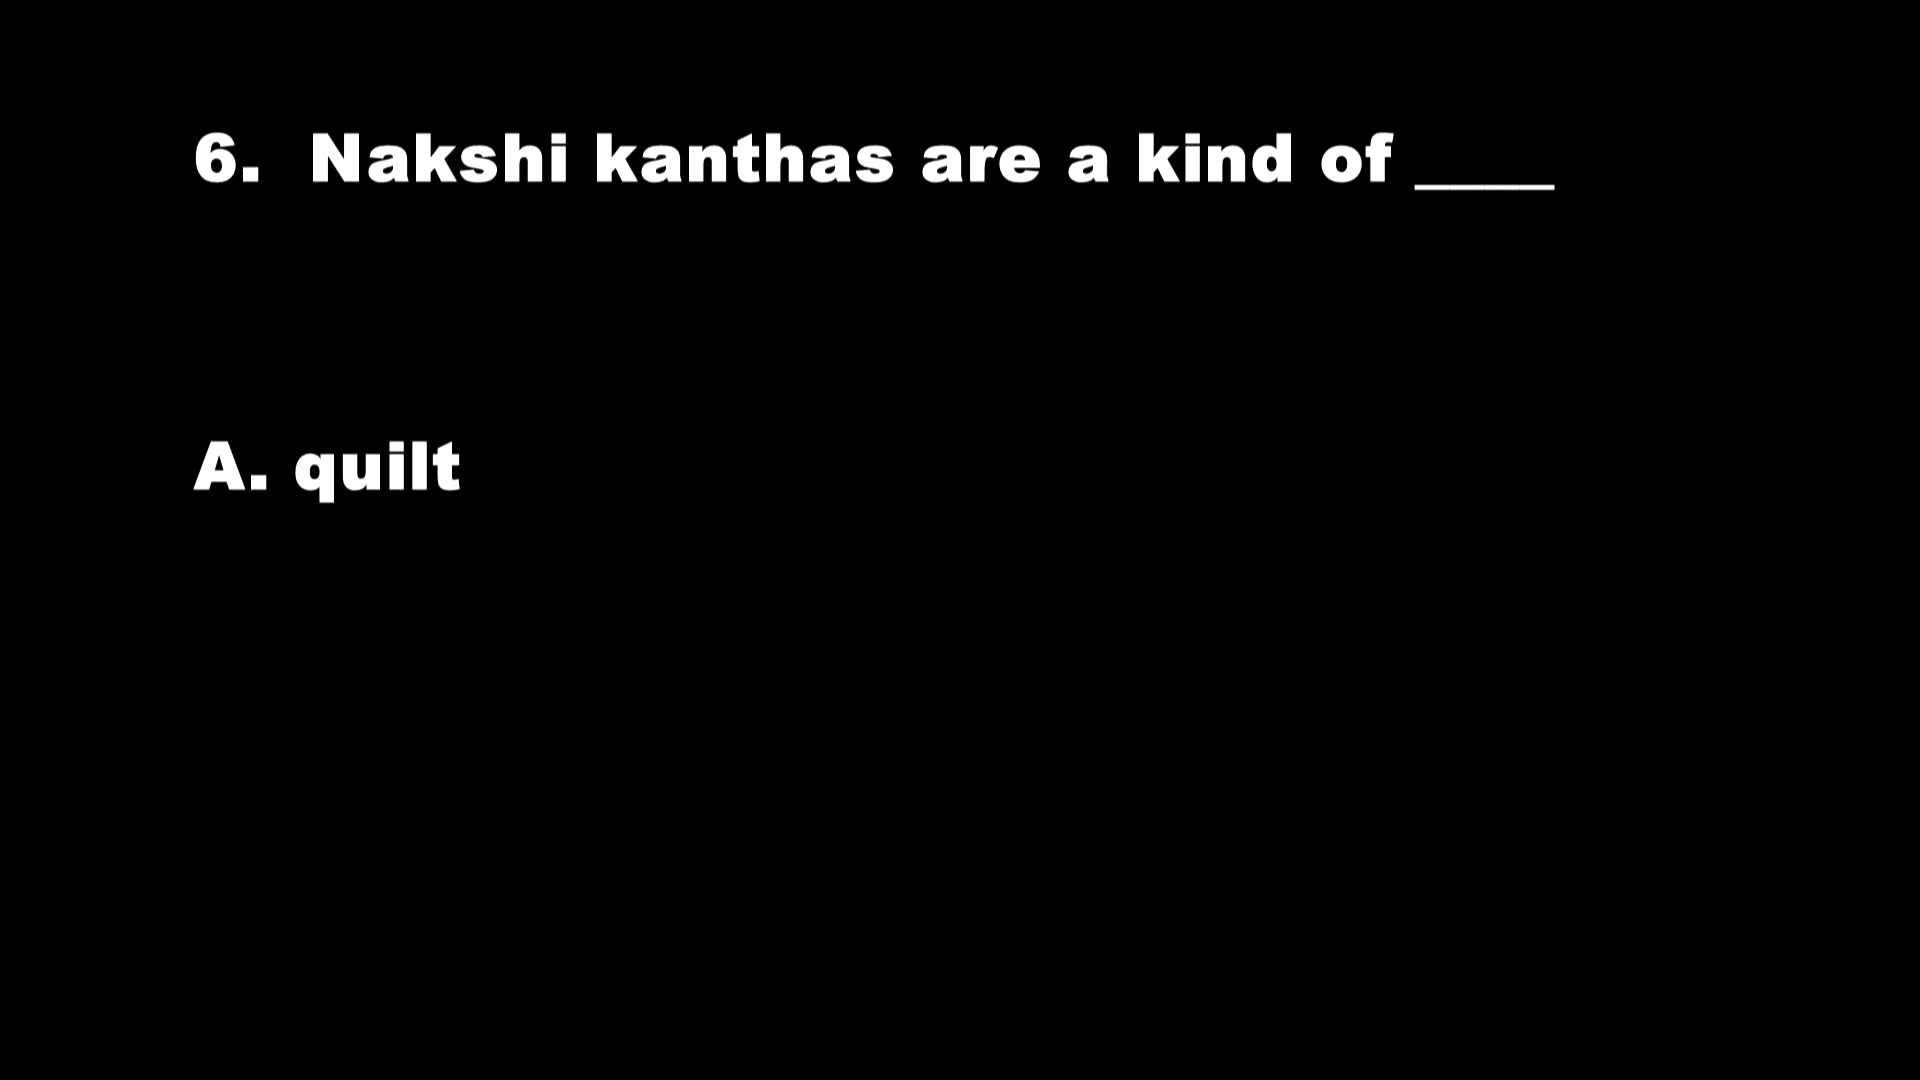 6. Nakshi kanthas are a kind of ____
A. quilt